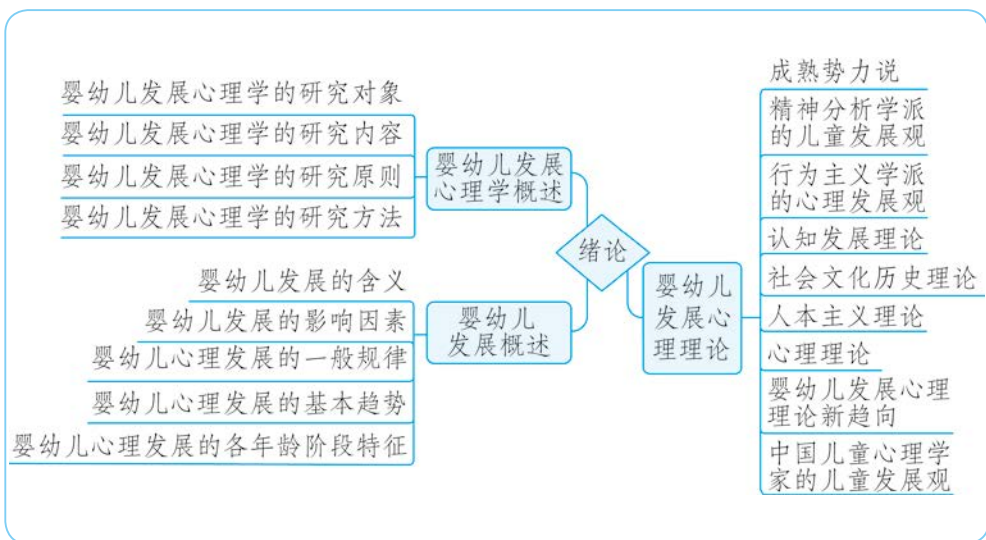 婴幼儿发展心理学的研究对象
婴幼儿发展心理学的研究内容
婴幼儿发展心理学的研究原则
婴幼儿发展心理学的研究方法
婴幼儿发展
心理学概述
婴幼儿发展的含义
婴幼儿发展的影响因素
婴幼儿心理发展的一般规律
婴幼儿心理发展的基本趋势
婴幼儿心理发展的各年龄阶段特征
婴幼儿
发展概述
绪论
婴幼儿
发展心
理理论
成熟势力说
精神分析学派
的儿童发展观
行为主义学派
的心理发展观
认知发展理论
社会文化历史理论
人本主义理论
心理理论
婴幼儿发展心理
理论新趋向
中国儿童心理学
家的儿童发展观